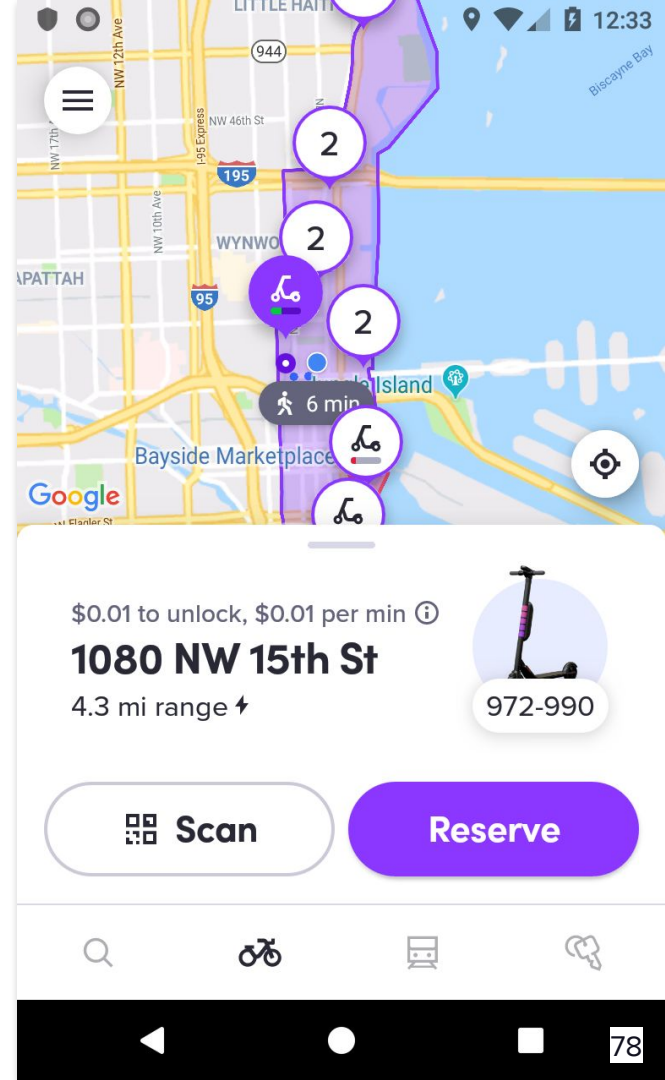 LITTLE HAITI
12:33
944
NW 12th Ave
Biscayne Bay
NW 46th St
I-95 Express
NW 17th
2
195
NW 10th Ave
2
WYNWO
APATTAH
95
2
Island
6 min
Bayside Marketplace
Google
W Flagler St
$0.01 to unlock, $0.01 per min
1080 NW 15th St
4.3 mi range
972-990
Scan
Reserve
78